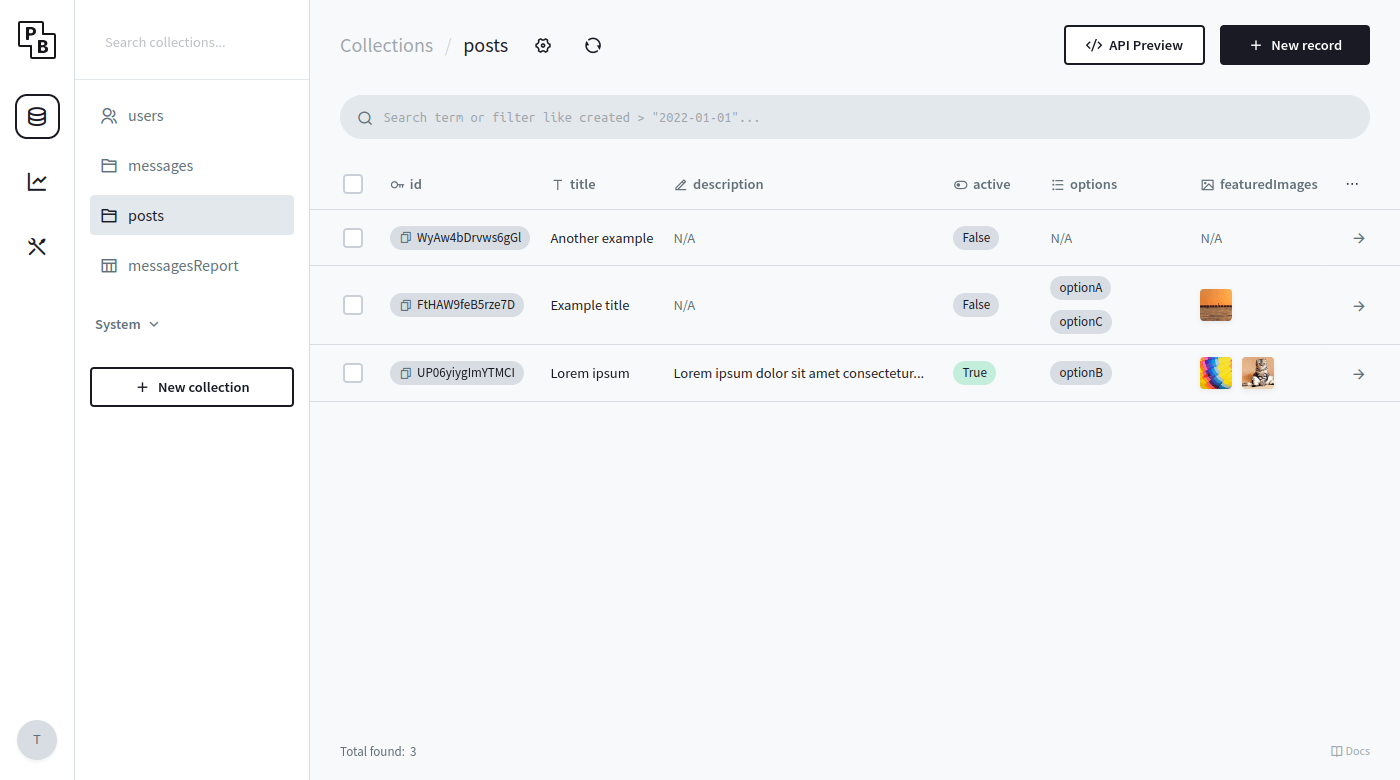 PB
Search collections...
users
messages
posts
messagesReport
System
New collection
T
Collections / posts
</> API Preview
+ New record
Search term or filter like created > "2022-01-01"...
id title description active options featuredImages ...
WyAw4bDrvws6gGl Another example N/A False N/A N/A
FtHAW9feB5rze7D Example title N/A False optionA
optionC
UP06yiygImYTMCI Lorem ipsum Lorem ipsum dolor sit amet consectetur... True optionB
Total found: 3
Docs